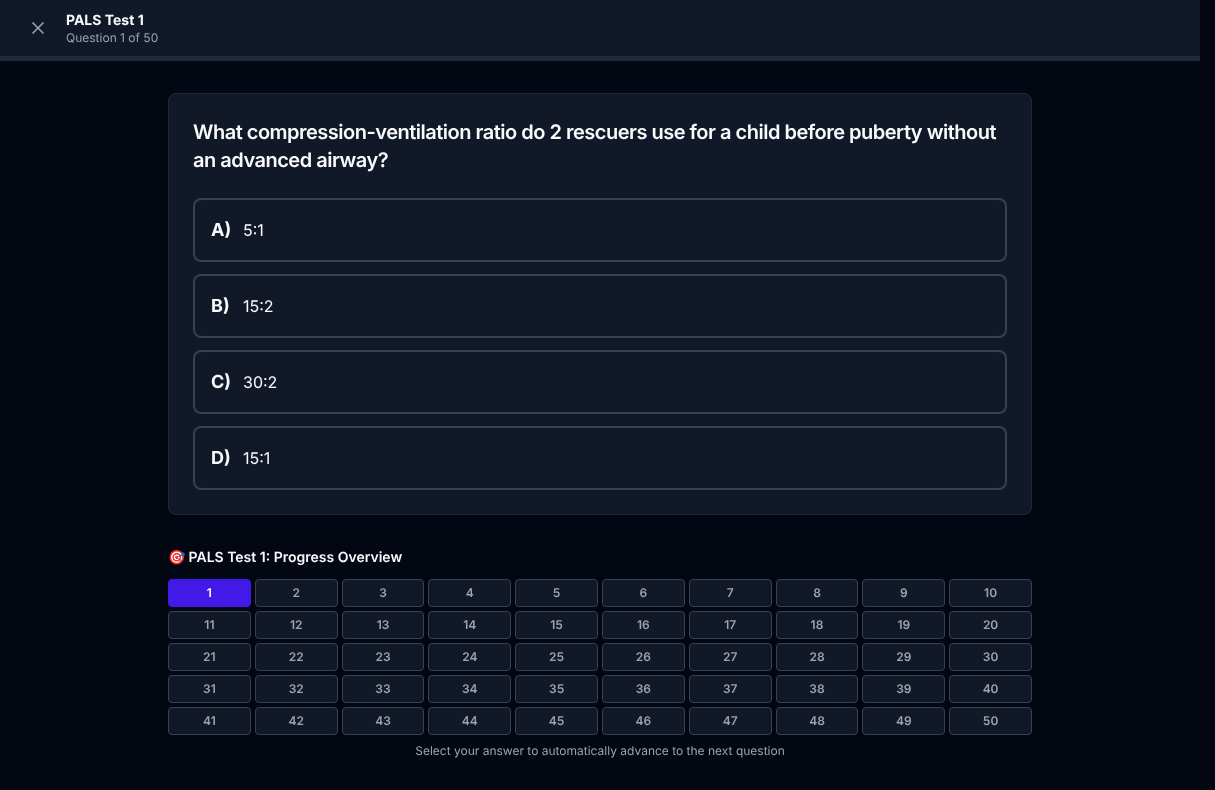 PALS Test 1
Question 1 of 50
What compression-ventilation ratio do 2 rescuers use for a child before puberty without
an advanced airway?
A) 5:1
B) 15:2
C) 30:2
D) 15:1
🎯 PALS Test 1: Progress Overview
1 2 3 4 5 6 7 8 9 10
11 12 13 14 15 16 17 18 19 20
21 22 23 24 25 26 27 28 29 30
31 32 33 34 35 36 37 38 39 40
41 42 43 44 45 46 47 48 49 50
Select your answer to automatically advance to the next question